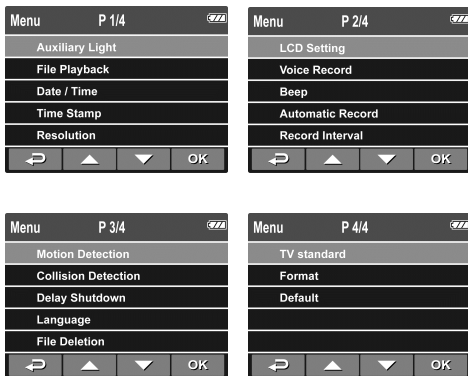 Menu P 1/4
Auxiliary Light
File Playback
Date / Time
Time Stamp
Resolution
OK
Menu P 2/4
LCD Setting
Voice Record
Beep
Automatic Record
Record Interval
OK
Menu P 3/4
Motion Detection
Collision Detection
Delay Shutdown
Language
File Deletion
OK
Menu P 4/4
TV standard
Format
Default
OK